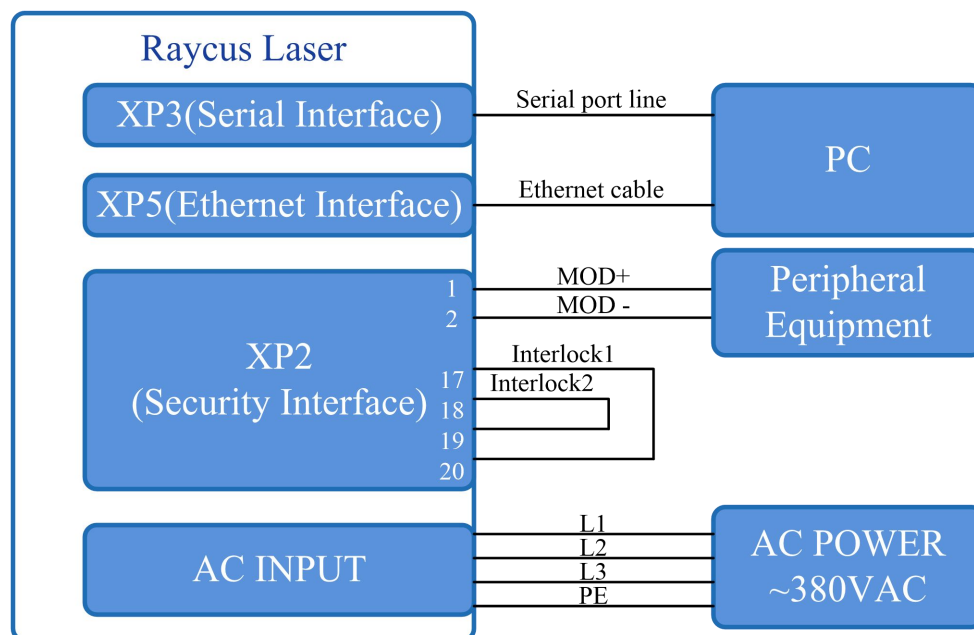 Raycus Laser
XP3(Serial Interface)
Serial port line
PC
XP5(Ethernet Interface)
Ethernet cable
XP2
(Security Interface)
1
2
17
18
19
20
MOD+
MOD -
Peripheral
Equipment
Interlock1
Interlock2
AC INPUT
L1
L2
L3
PE
AC POWER
~380VAC